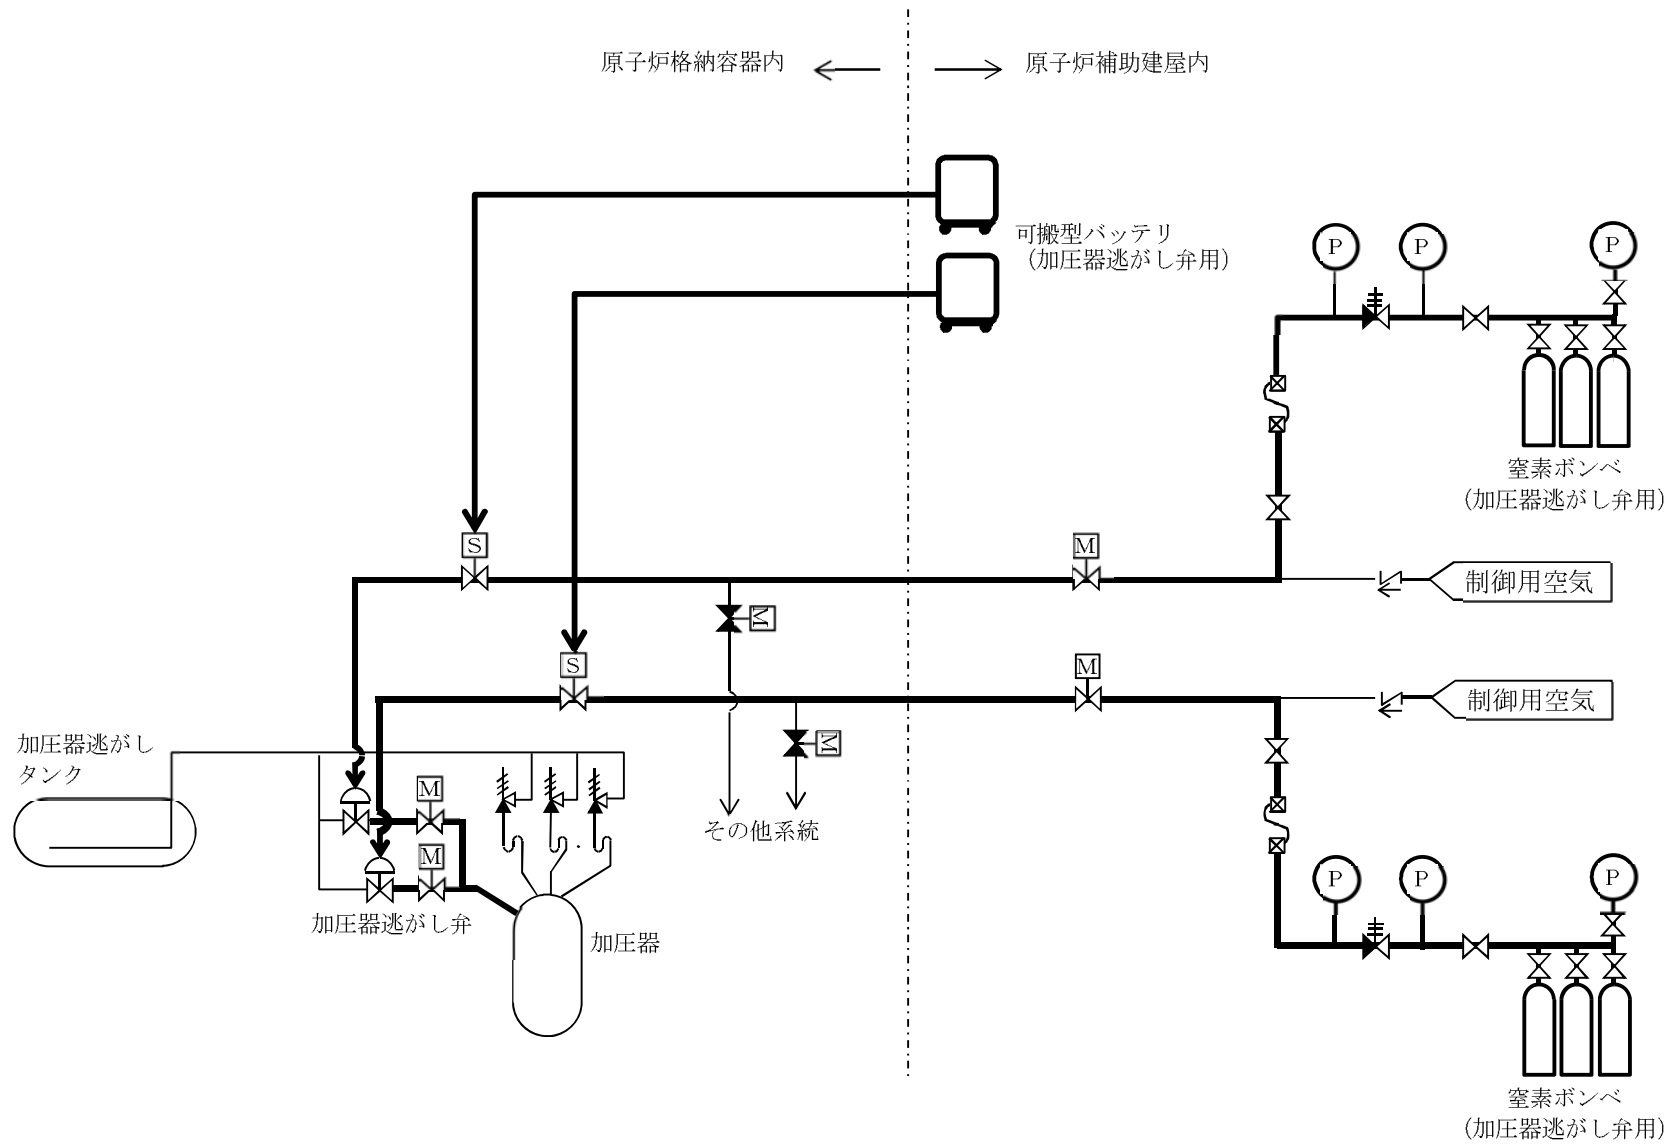 原子炉格納容器内
原子炉補助建屋内
可搬型バッテリ
(加圧器逃がし弁用)
P
P
P
窒素ボンベ
(加圧器逃がし弁用)
S
M
制御用空気
M
S
M
制御用空気
M
加圧器逃がし
タンク
M
その他系統
M
加圧器逃がし弁
加圧器
P
P
P
窒素ボンベ
(加圧器逃がし弁用)